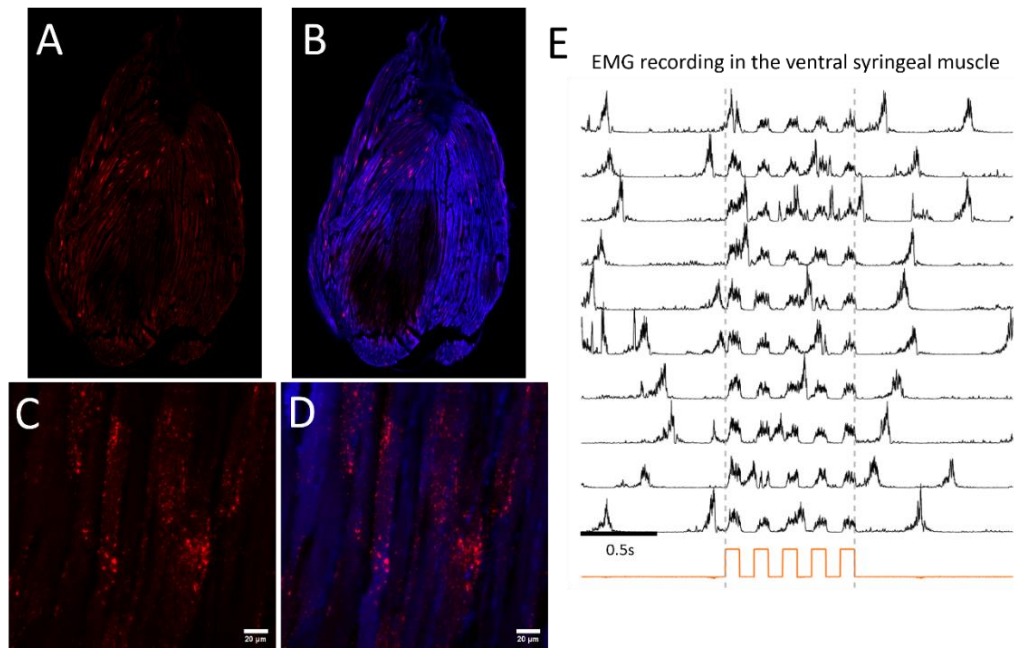 A
B
E
EMG recording in the ventral syringeal muscle
C
20 µm
D
20 µm
0.5s